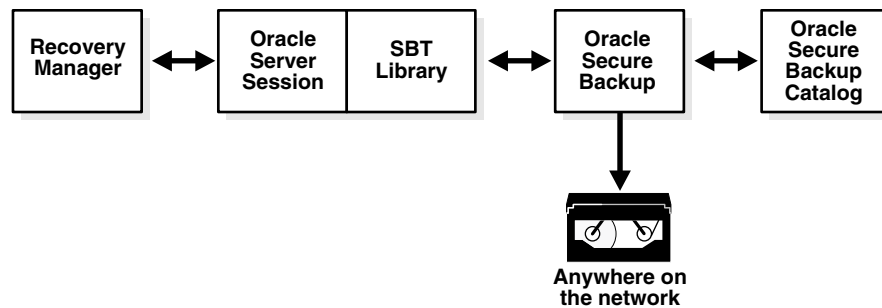 Recovery
Manager
Oracle
Server
Session
SBT
Library
Oracle
Secure
Backup
Oracle
Secure
Backup
Catalog
Anywhere on
the network